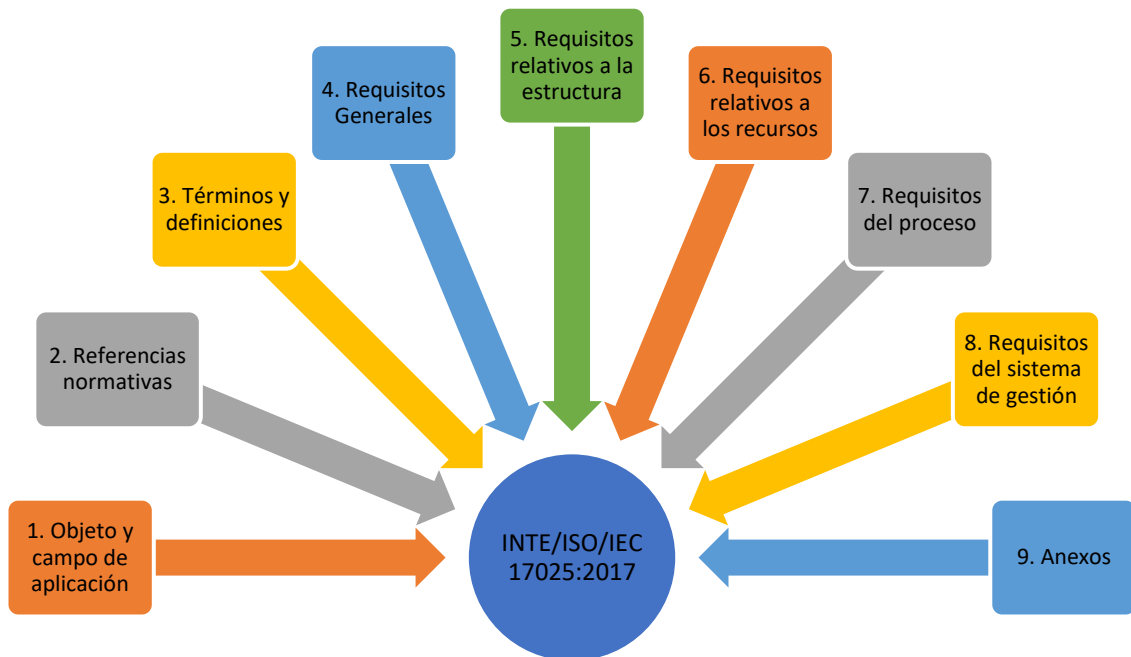 1. Objeto y
campo de
aplicación
2. Referencias
normativas
3. Términos y
definiciones
4. Requisitos
Generales
5. Requisitos
relativos a la
estructura
6. Requisitos
relativos a
los recursos
7. Requisitos
del proceso
8. Requisitos
del sistema
de gestión
9. Anexos
INTE/ISO/IEC
17025:2017